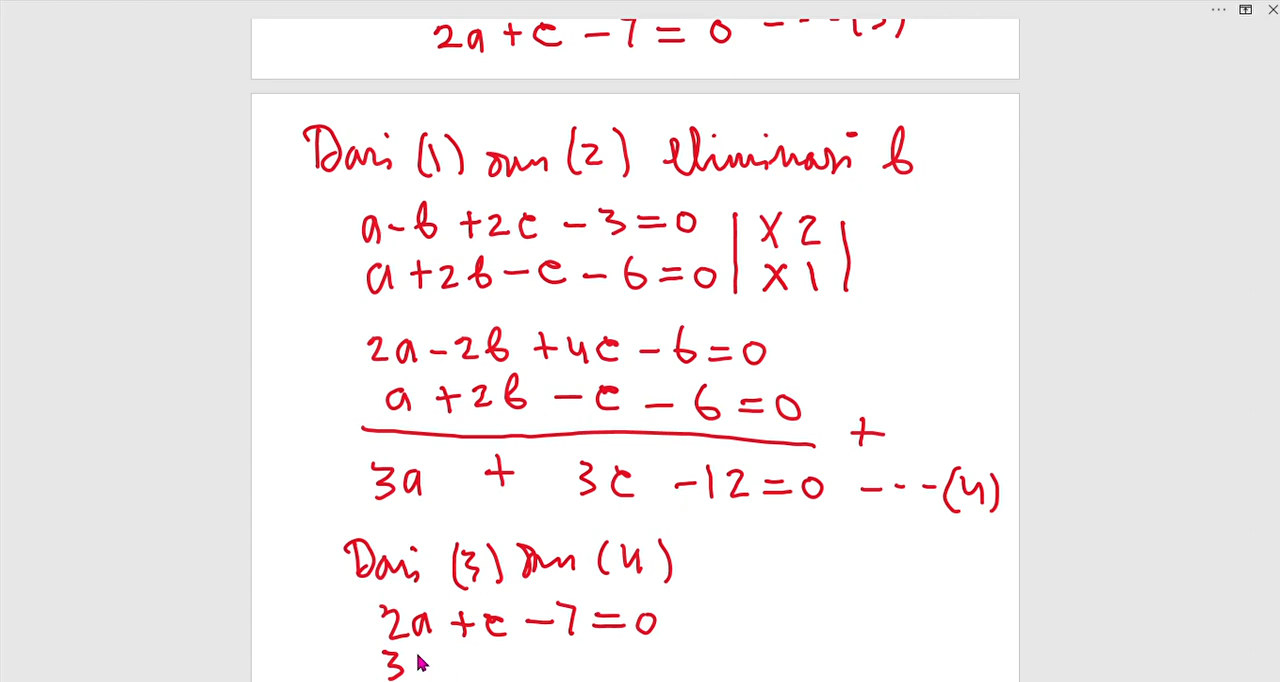 2a + c - 7 = 0 ---(3)
Dari (1) dan (2) eliminasi b
a - b + 2c - 3 = 0 | x 2 |
a + 2b - c - 6 = 0 | x 1 |
2a - 2b + 4c - 6 = 0
a + 2b - c - 6 = 0
+
3a + 3c - 12 = 0 ---(4)
Dari (3) dan (4)
2a + c - 7 = 0
3